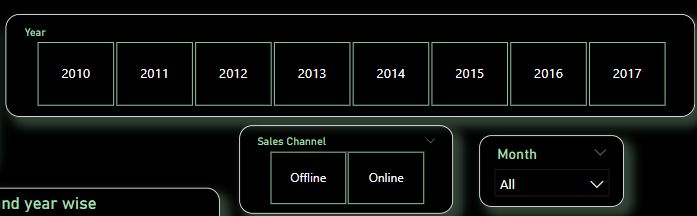 Year
2010 2011 2012 2013 2014 2015 2016 2017
Sales Channel
Offline Online
Month
All
nd year wise